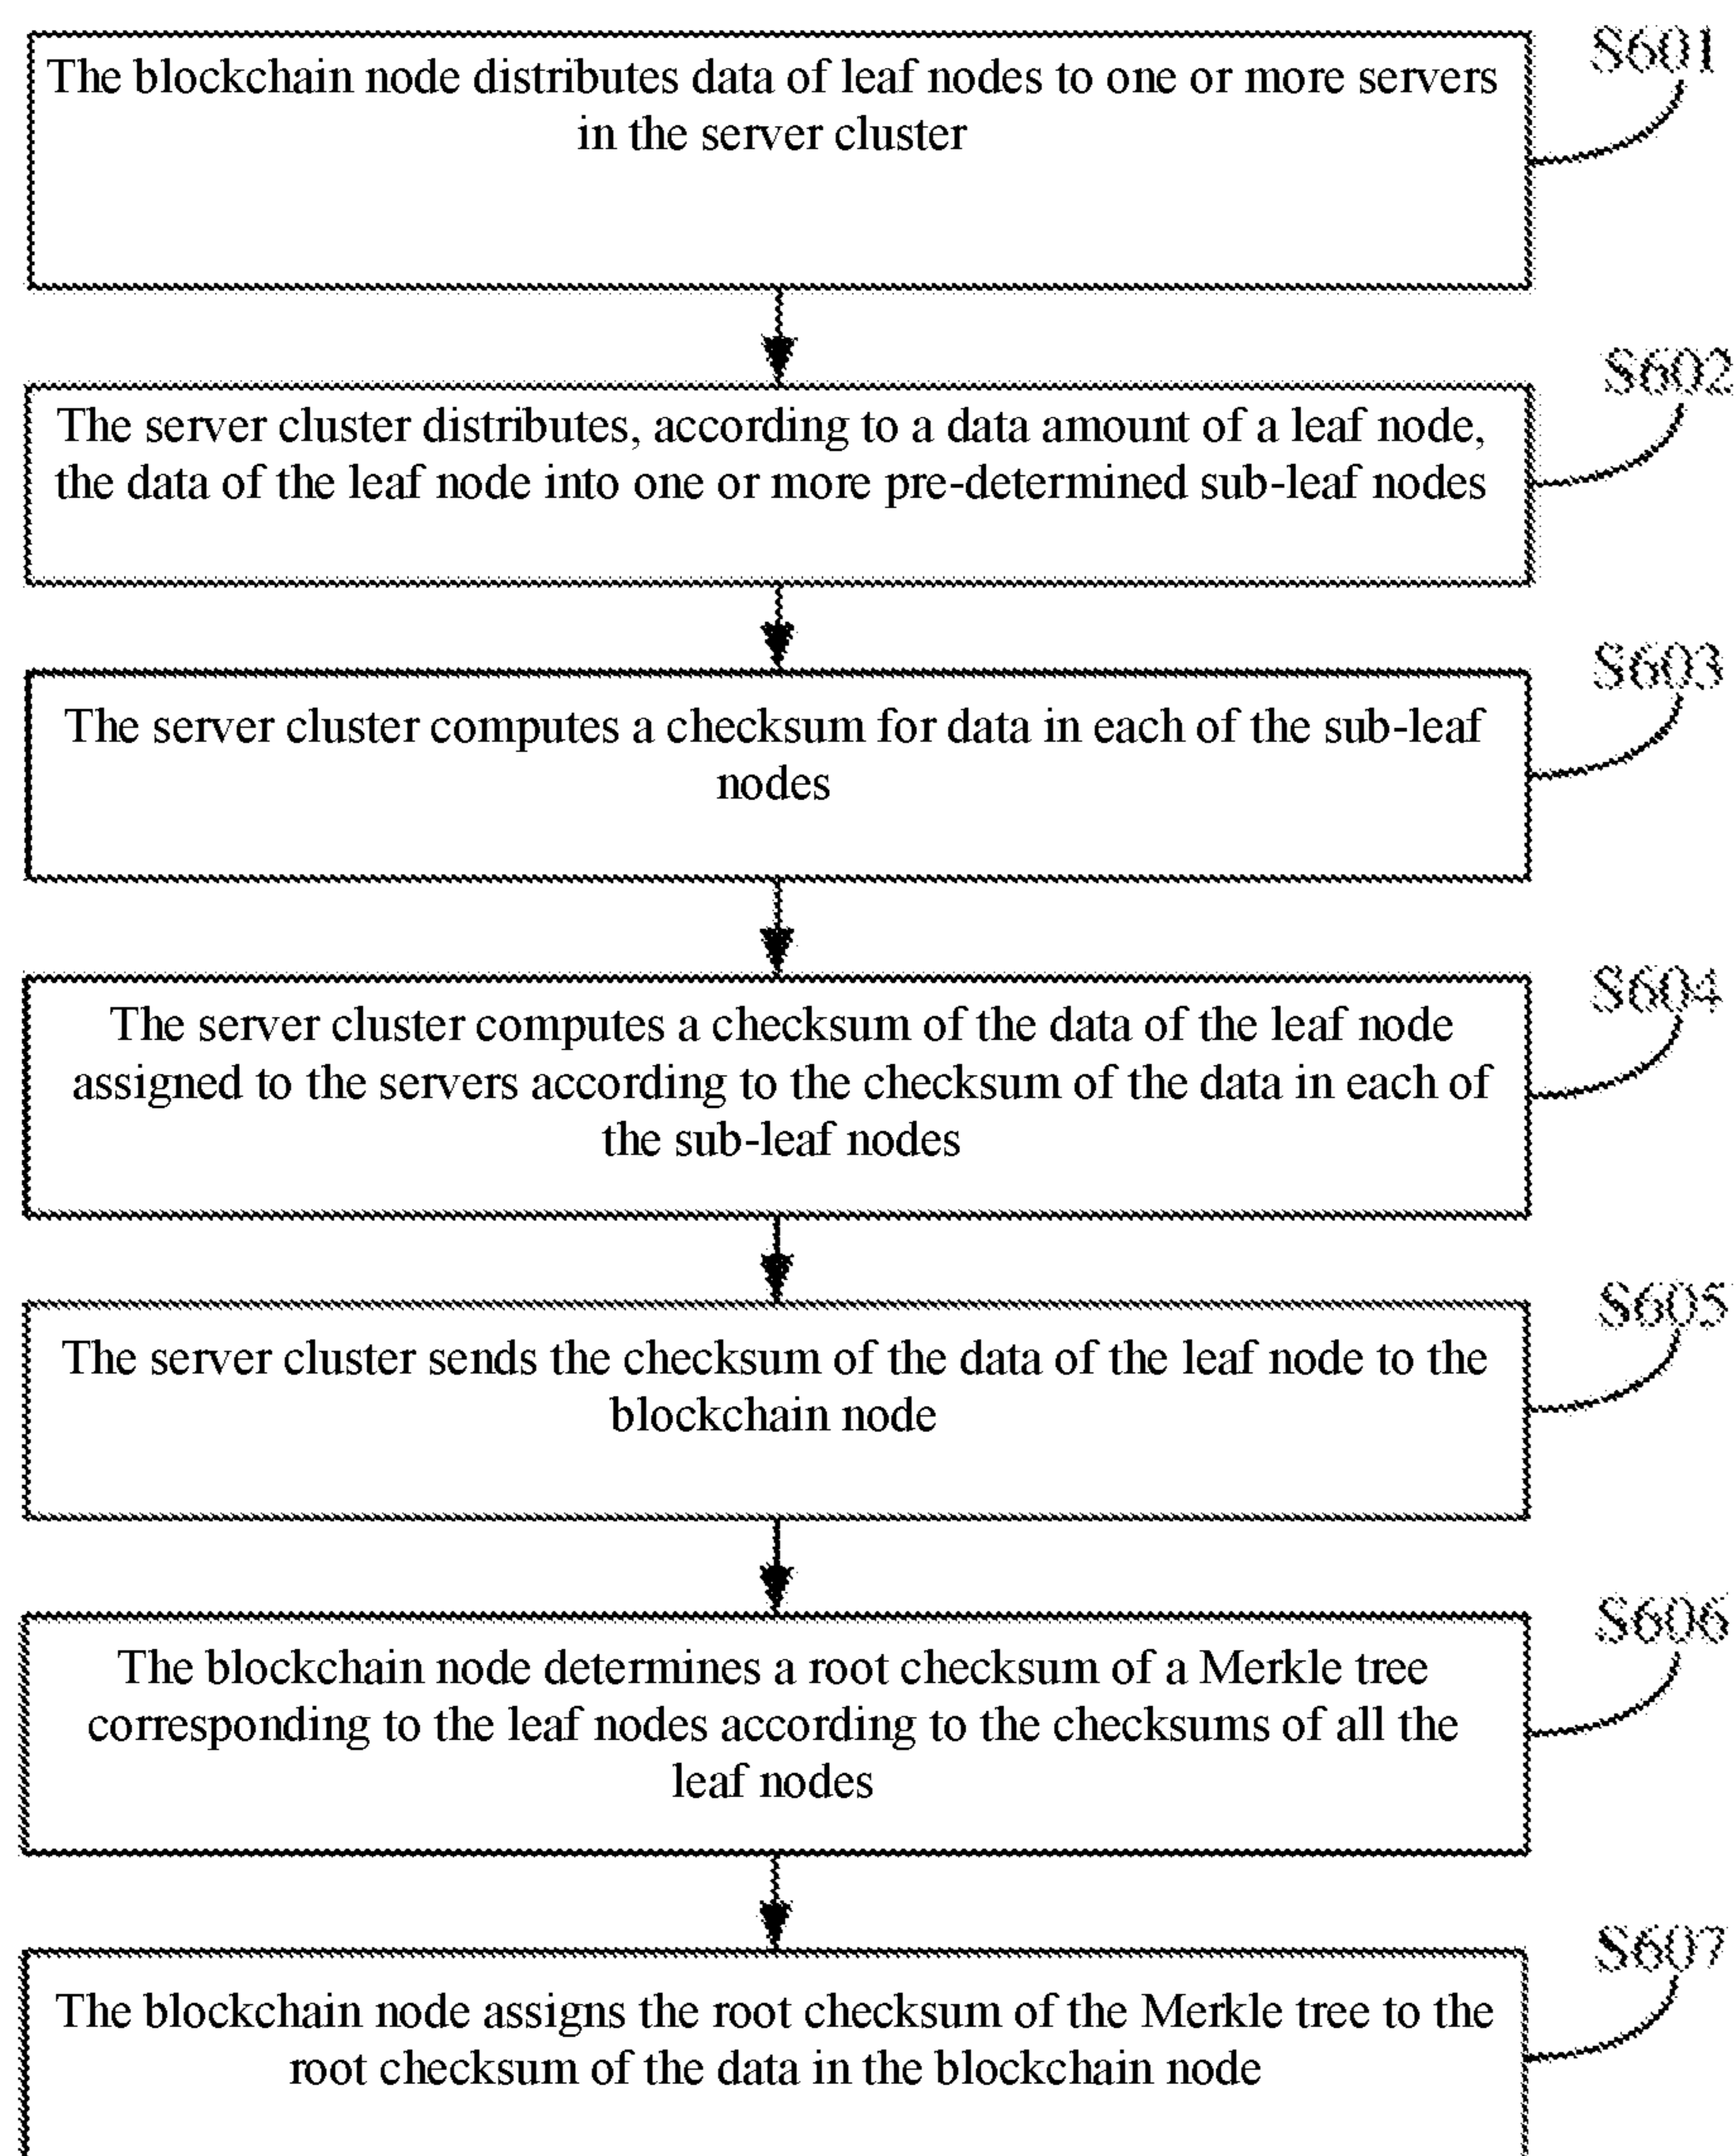 S601
The blockchain node distributes data of leaf nodes to one or more servers
in the server cluster
S602
The server cluster distributes, according to a data amount of a leaf node,
the data of the leaf node into one or more pre-determined sub-leaf nodes
S603
The server cluster computes a checksum for data in each of the sub-leaf
nodes
S604
The server cluster computes a checksum of the data of the leaf node
assigned to the servers according to the checksum of the data in each of
the sub-leaf nodes
S605
The server cluster sends the checksum of the data of the leaf node to the
blockchain node
S606
The blockchain node determines a root checksum of a Merkle tree
corresponding to the leaf nodes according to the checksums of all the
leaf nodes
S607
The blockchain node assigns the root checksum of the Merkle tree to the
root checksum of the data in the blockchain node